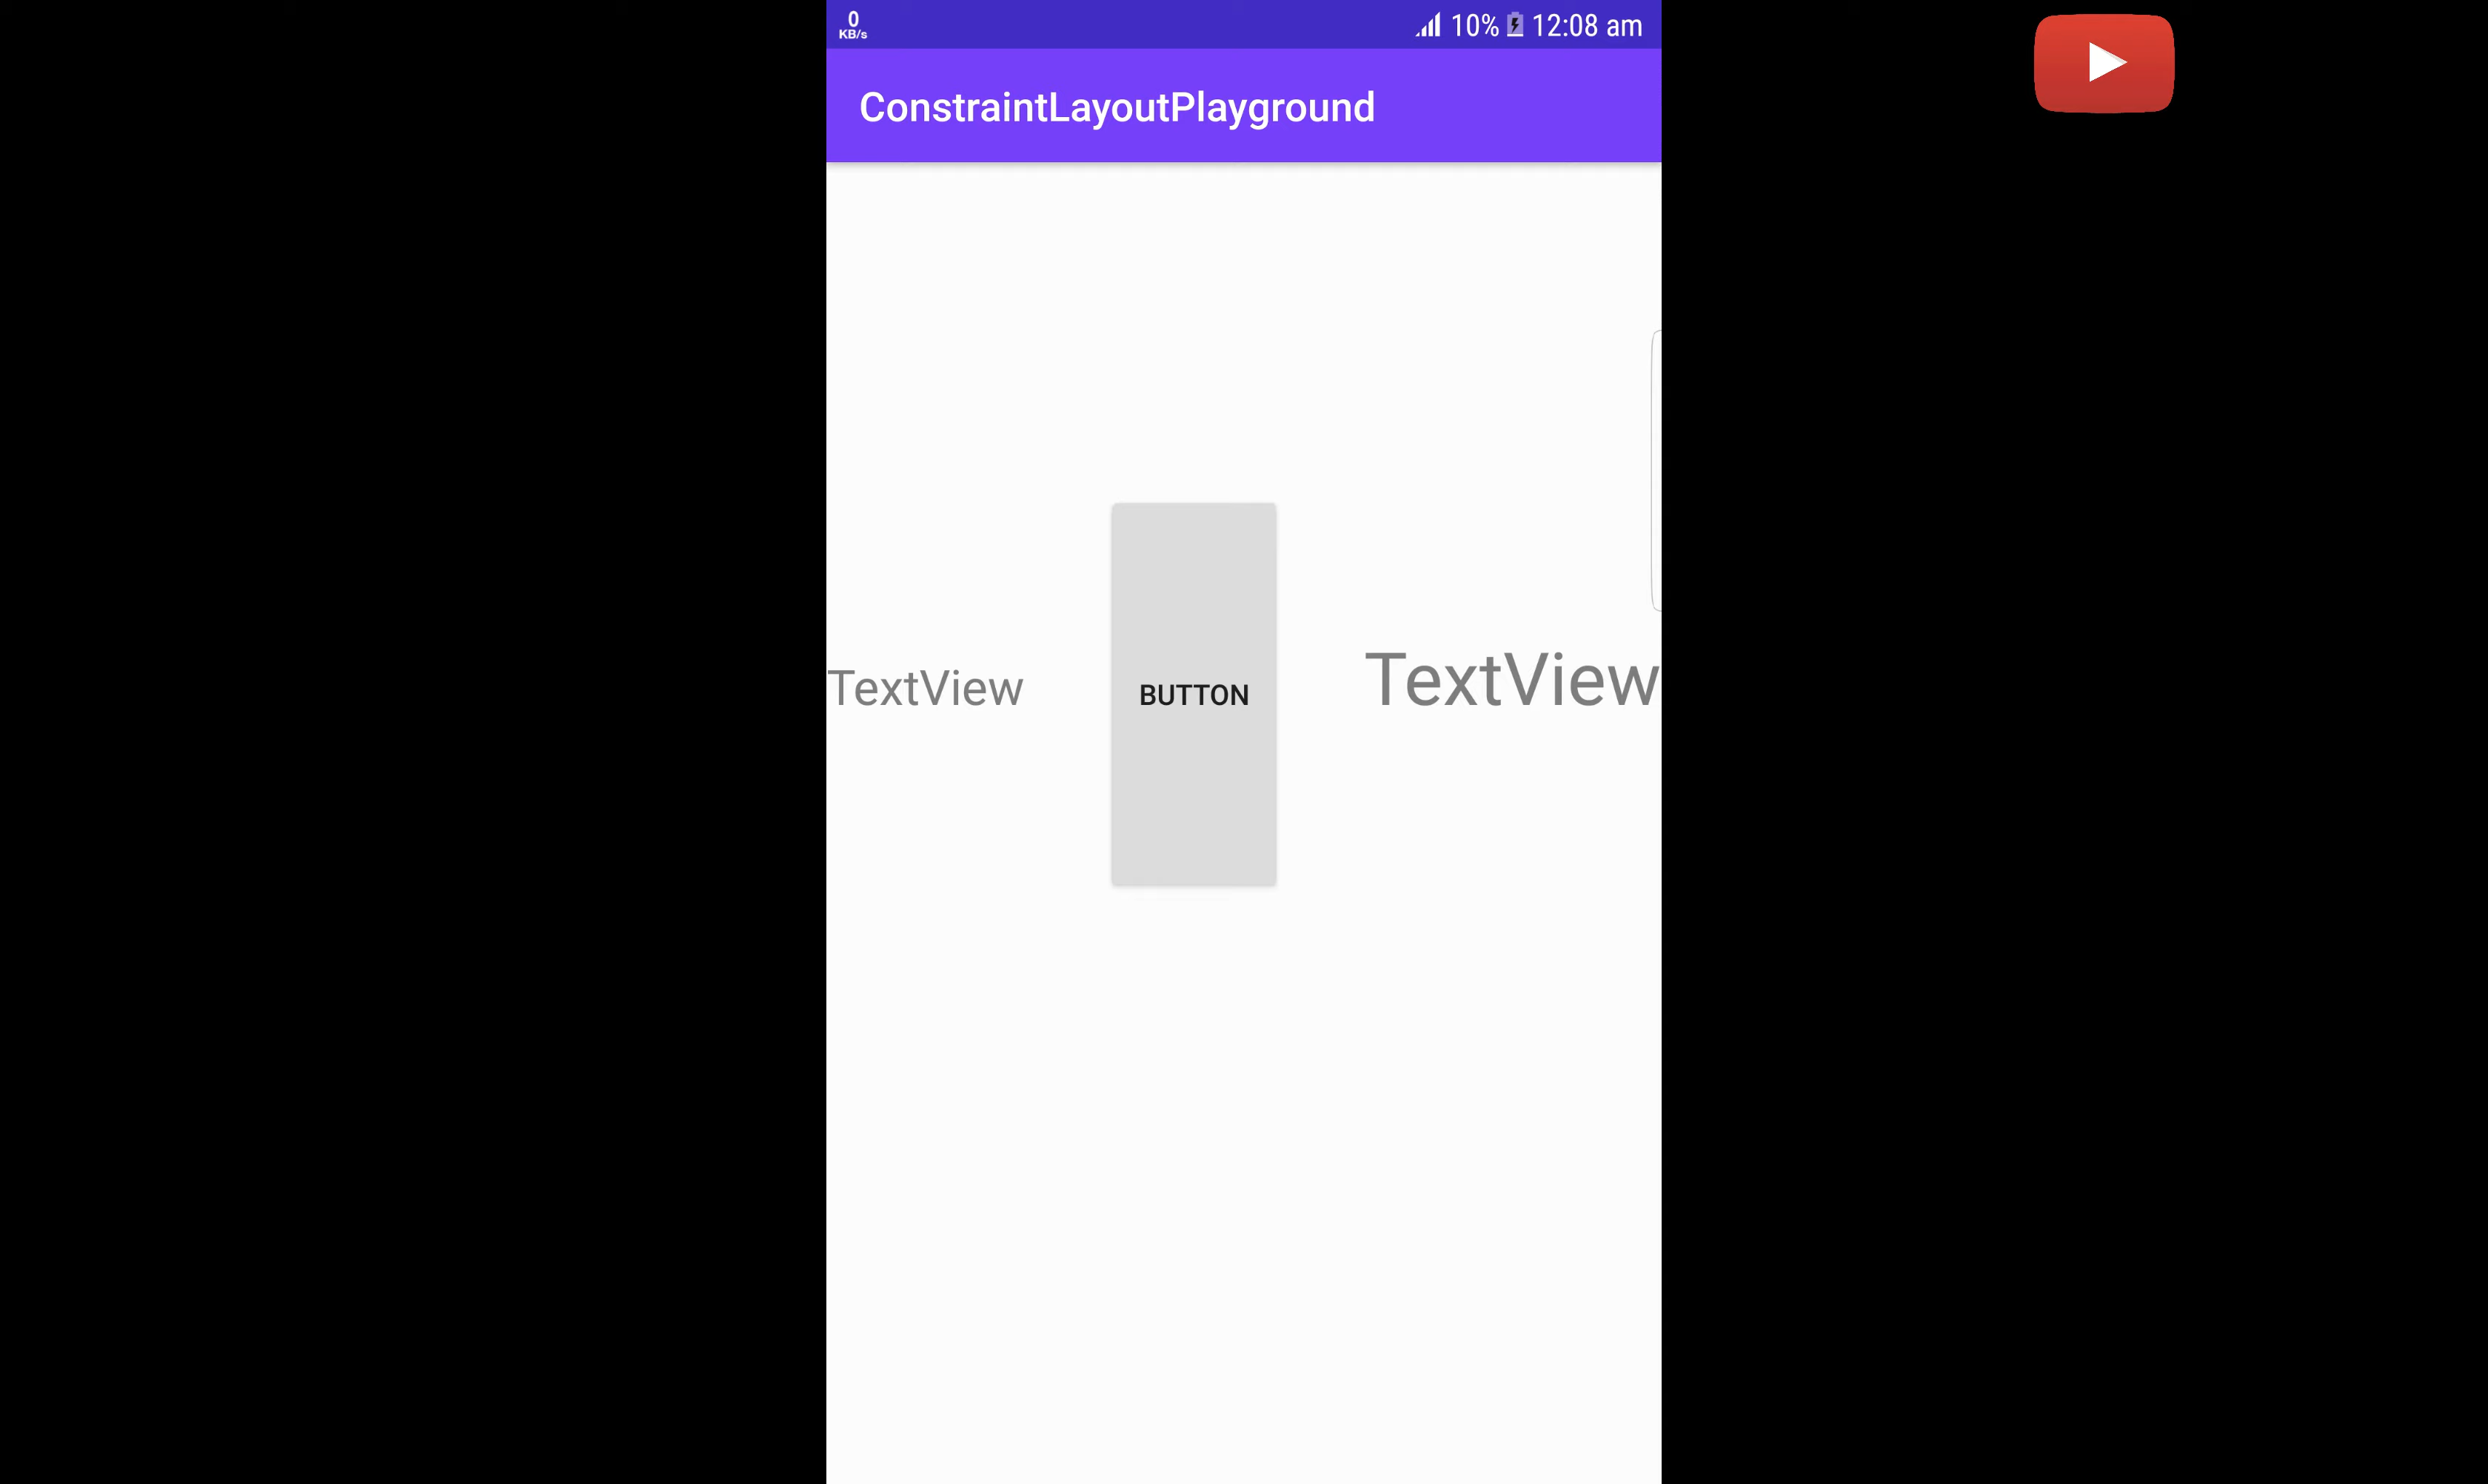 0
KB/s
10% 12:08 am
ConstraintLayoutPlayground
TextView
BUTTON
TextView